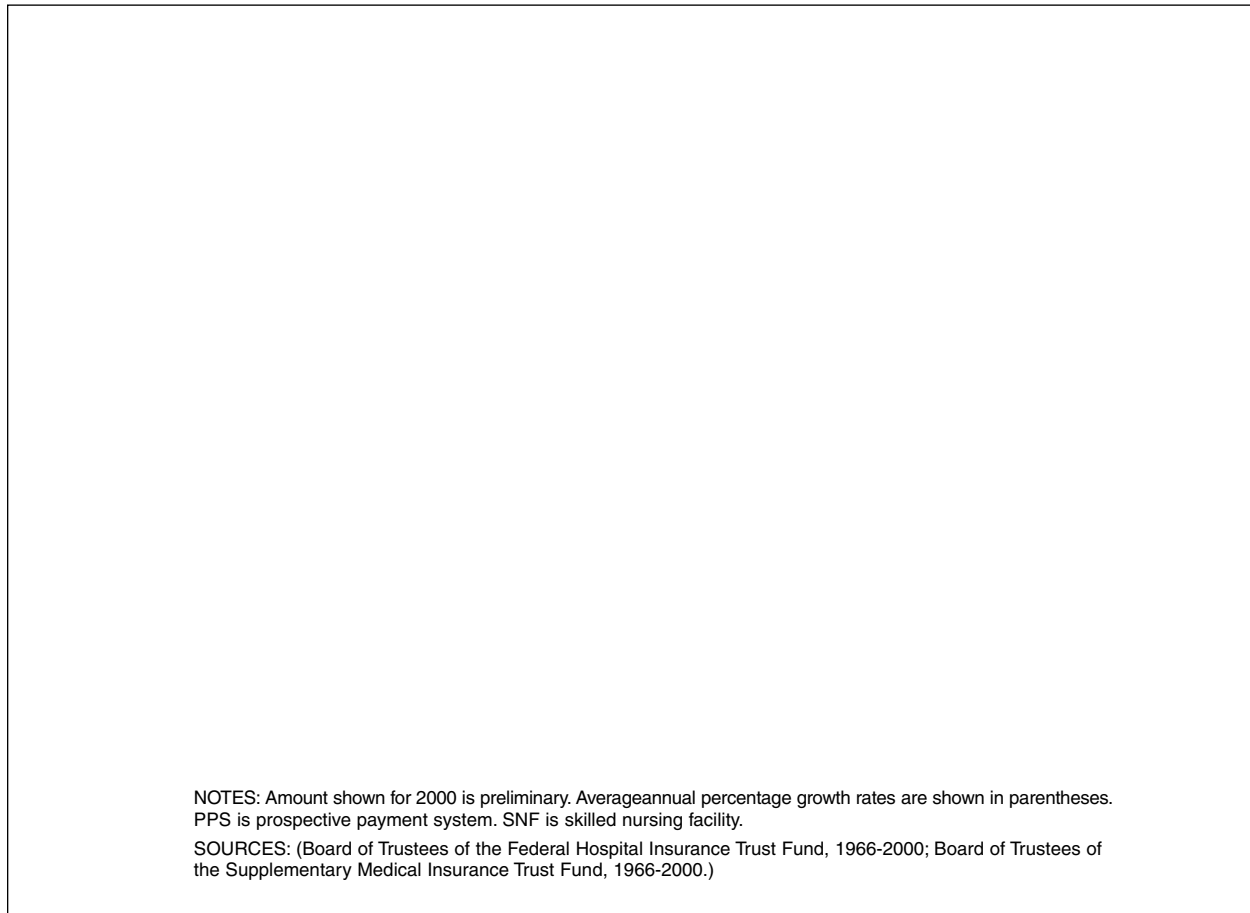 NOTES: Amount shown for 2000 is preliminary. Averageannual percentage growth rates are shown in parentheses.
PPS is prospective payment system. SNF is skilled nursing facility.
SOURCES: (Board of Trustees of the Federal Hospital Insurance Trust Fund, 1966-2000; Board of Trustees of
the Supplementary Medical Insurance Trust Fund, 1966-2000.)